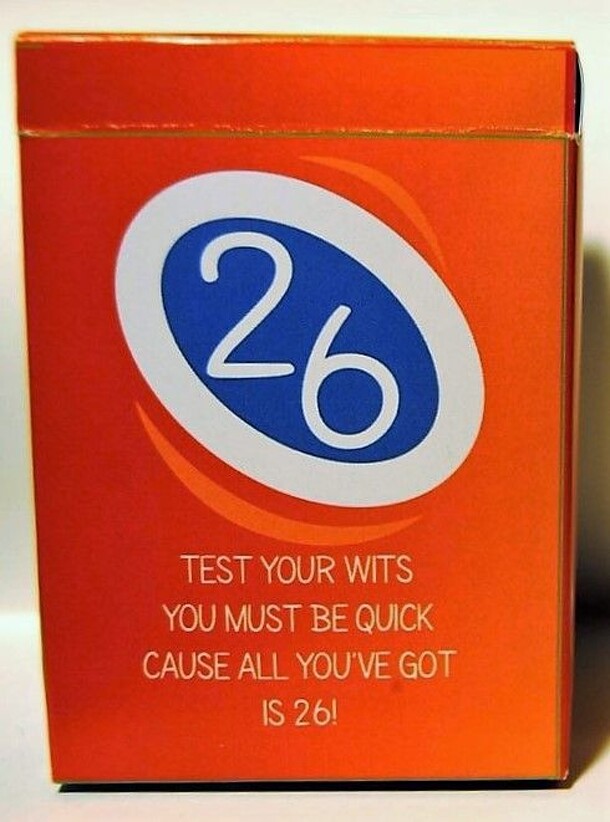 26
TEST YOUR WITS
YOU MUST BE QUICK
CAUSE ALL YOU'VE GOT
IS 26!